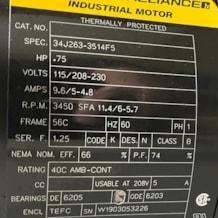 RELIANCE
INDUSTRIAL MOTOR
THERMALLY PROTECTED
CAT. NO.
SPEC. 34J263-3514F5
HP .75
VOLTS 115/208-230
AMPS 9.6/5-4.8
R.P.M. 3450 SFA 11.4/6-5.7
FRAME 56C HZ 60 PH 1
SER. F. 1.25 CODE K DES. N CLASS B
NEMA NOM. EFF. 66 % P.F. 74 %
RATING 40C AMB-CONT
CC USABLE AT 208V 5 A
BEARINGS DE 6205 ODE 6203
ENCL TEFC SN W1903053226